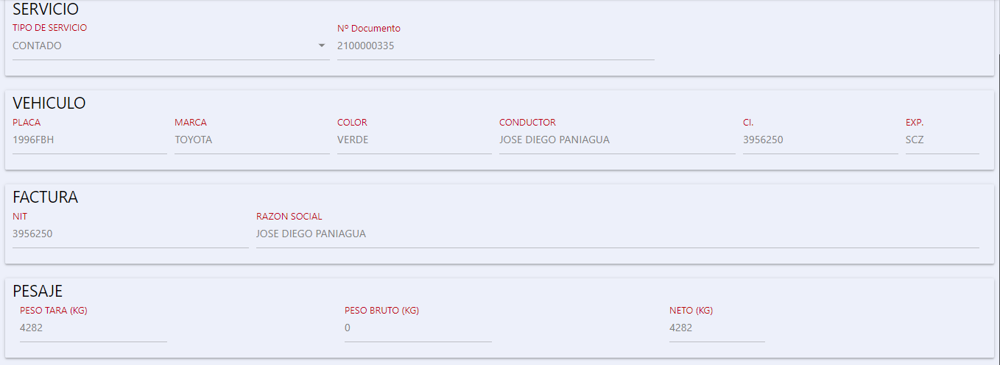 SERVICIO
TIPO DE SERVICIO Nº Documento
CONTADO 2100000335
VEHICULO
PLACA MARCA COLOR CONDUCTOR CI. EXP.
1996FBH TOYOTA VERDE JOSE DIEGO PANIAGUA 3956250 SCZ
FACTURA
NIT RAZON SOCIAL
3956250 JOSE DIEGO PANIAGUA
PESAJE
PESO TARA (KG) PESO BRUTO (KG) NETO (KG)
4282 0 4282